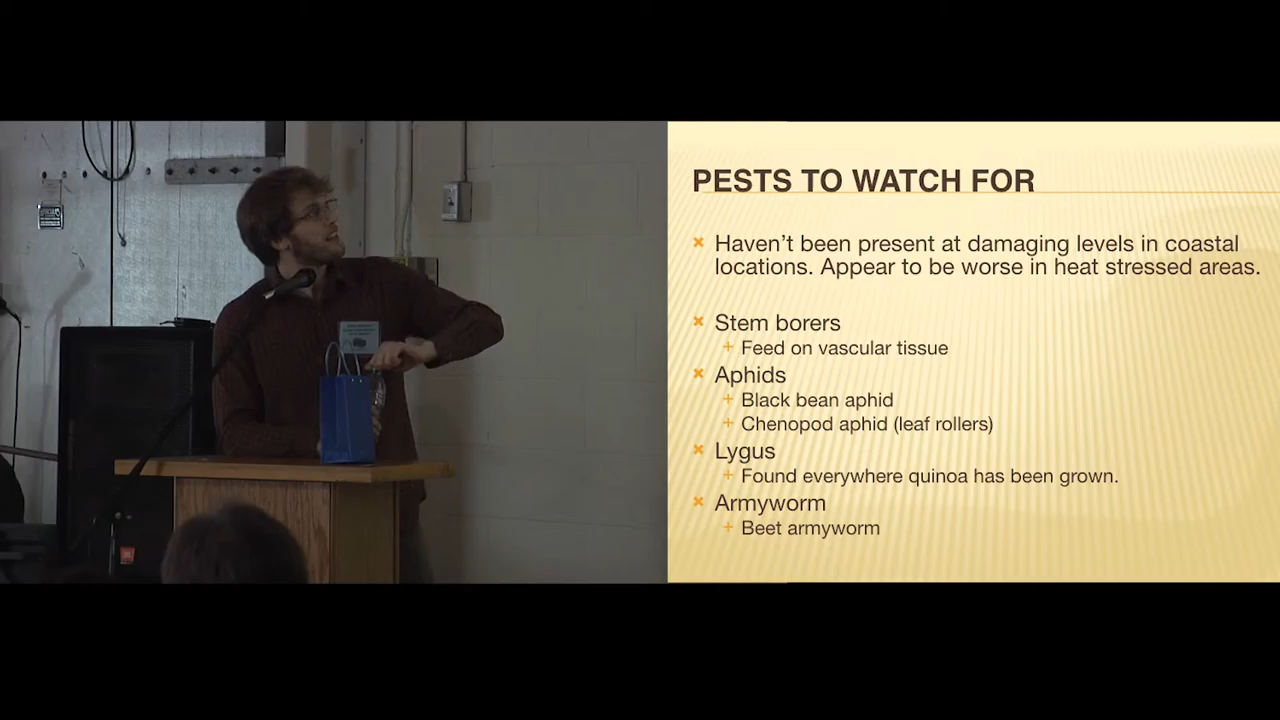 PESTS TO WATCH FOR
Haven't been present at damaging levels in coastal
locations. Appear to be worse in heat stressed areas.
Stem borers
Feed on vascular tissue
Aphids
Black bean aphid
Chenopod aphid (leaf rollers)
Lygus
Found everywhere quinoa has been grown.
Armyworm
Beet armyworm